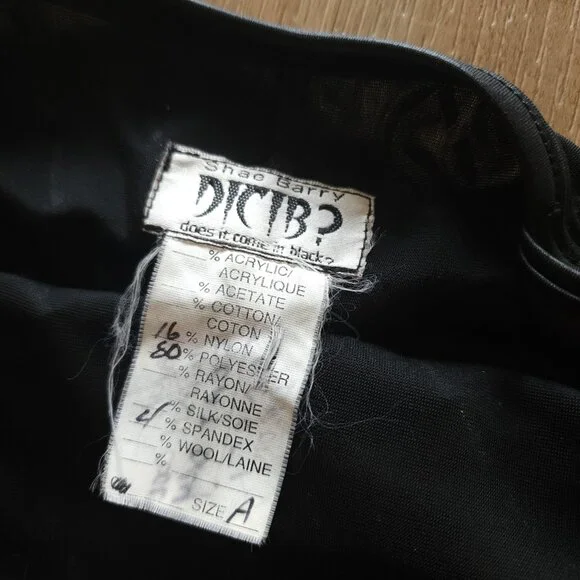 Shae Barry
DICIB?
does it come in black?
% ACRYLIC/
ACRYLIQUE
% ACETATE
% COTTON/
COTON
16 % NYLON
80 % POLYESTER
% RAYON/
RAYONNE
% SILK/SOIE
4 % SPANDEX
% WOOL/LAINE
%
SIZE A